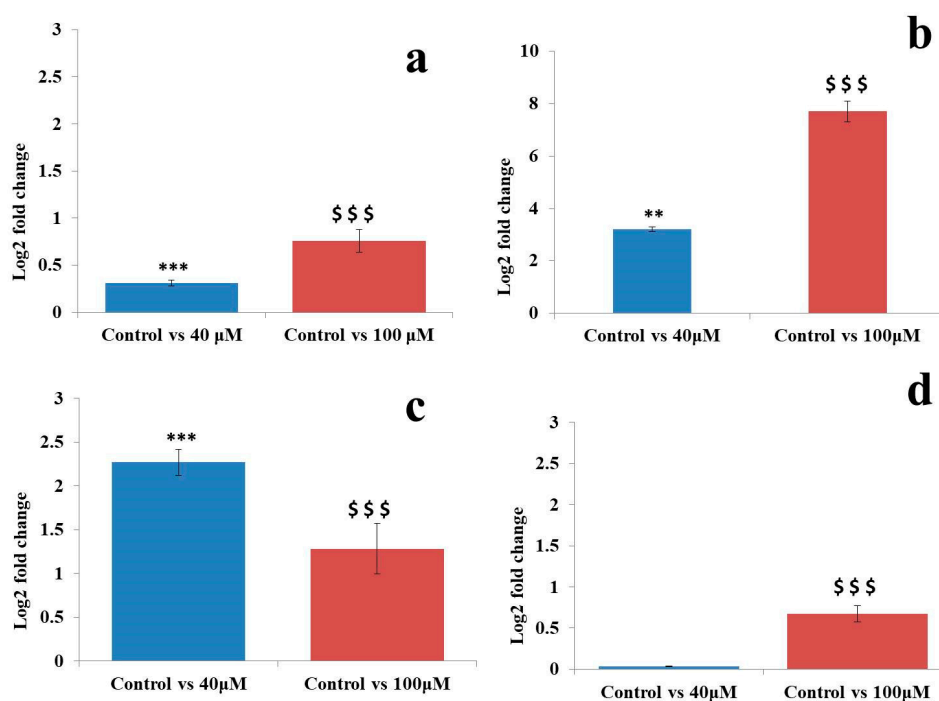 a
3
2.5
2
1.5
1
0.5
0
Log2 fold change
***
$$$
Control vs 40 µM
Control vs 100 µM
b
10
8
6
4
2
0
Log2 fold change
**
$$$
Control vs 40µM
Control vs 100µM
c
3
2.5
2
1.5
1
0.5
0
Log2 fold change
***
$$$
Control vs 40µM
Control vs 100µM
d
3
2.5
2
1.5
1
0.5
0
Log2 fold change
$$$
Control vs 40µM
Control vs 100µM